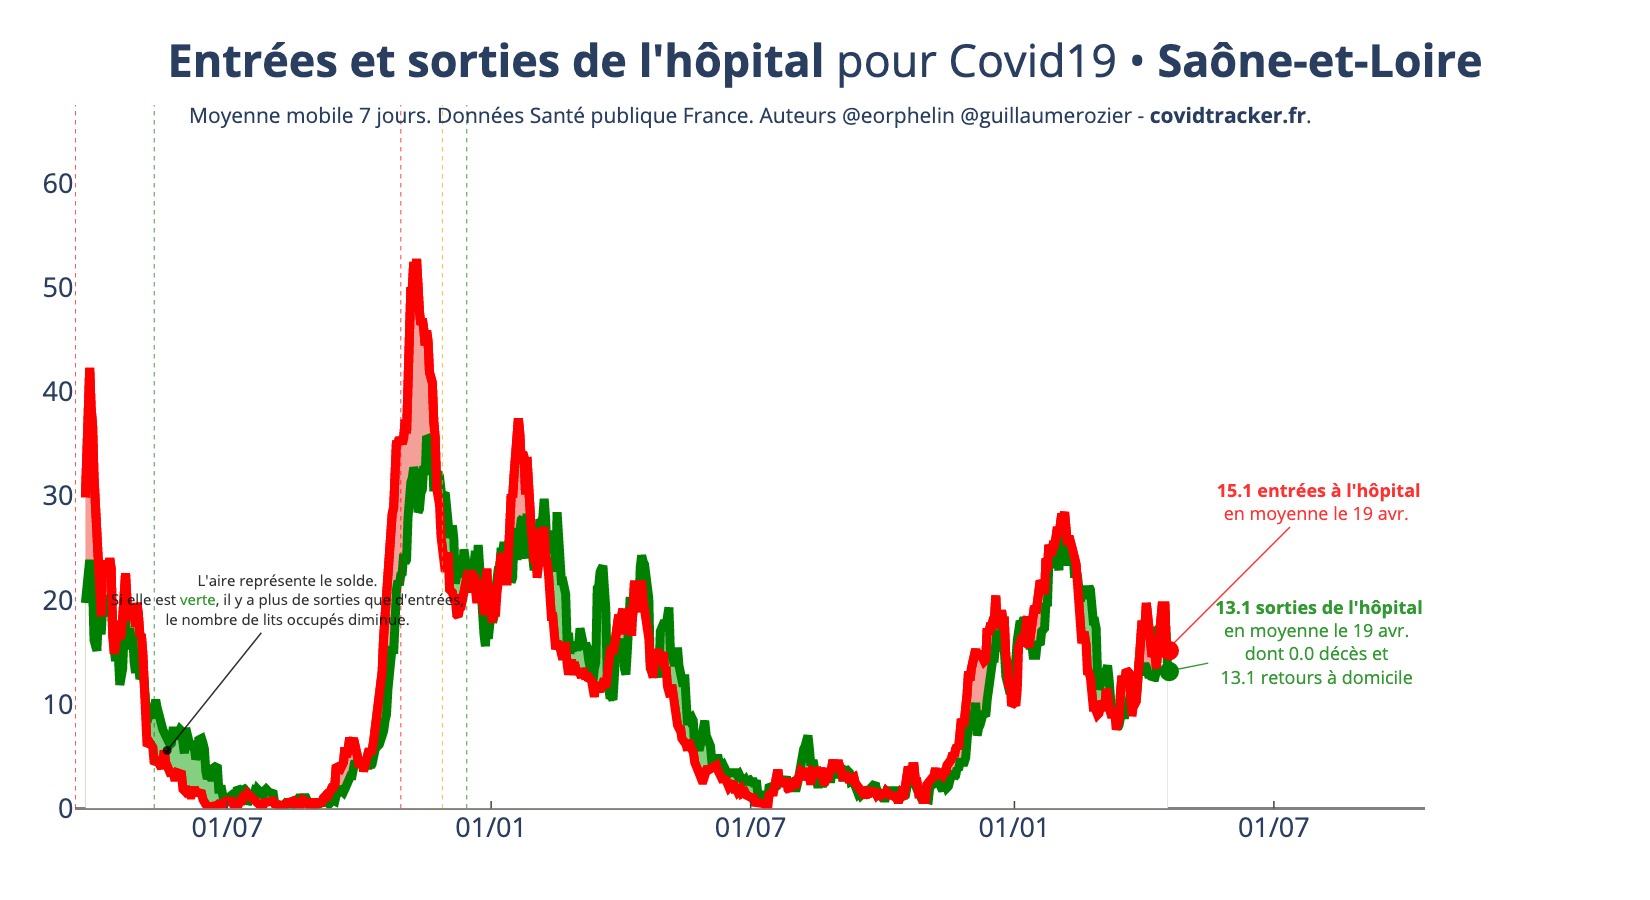 Entrées et sorties de l'hôpital pour Covid19 • Saône-et-Loire
Moyenne mobile 7 jours. Données Santé publique France. Auteurs @eorphelin @guillaumerozier - covidtracker.fr.
60
50
40
30
20
10
0
L'aire représente le solde.
Si elle est verte, il y a plus de sorties que d'entrées,
le nombre de lits occupés diminue.
15.1 entrées à l'hôpital
en moyenne le 19 avr.
13.1 sorties de l'hôpital
en moyenne le 19 avr.
dont 0.0 décès et
13.1 retours à domicile
01/07
01/01
01/07
01/01
01/07